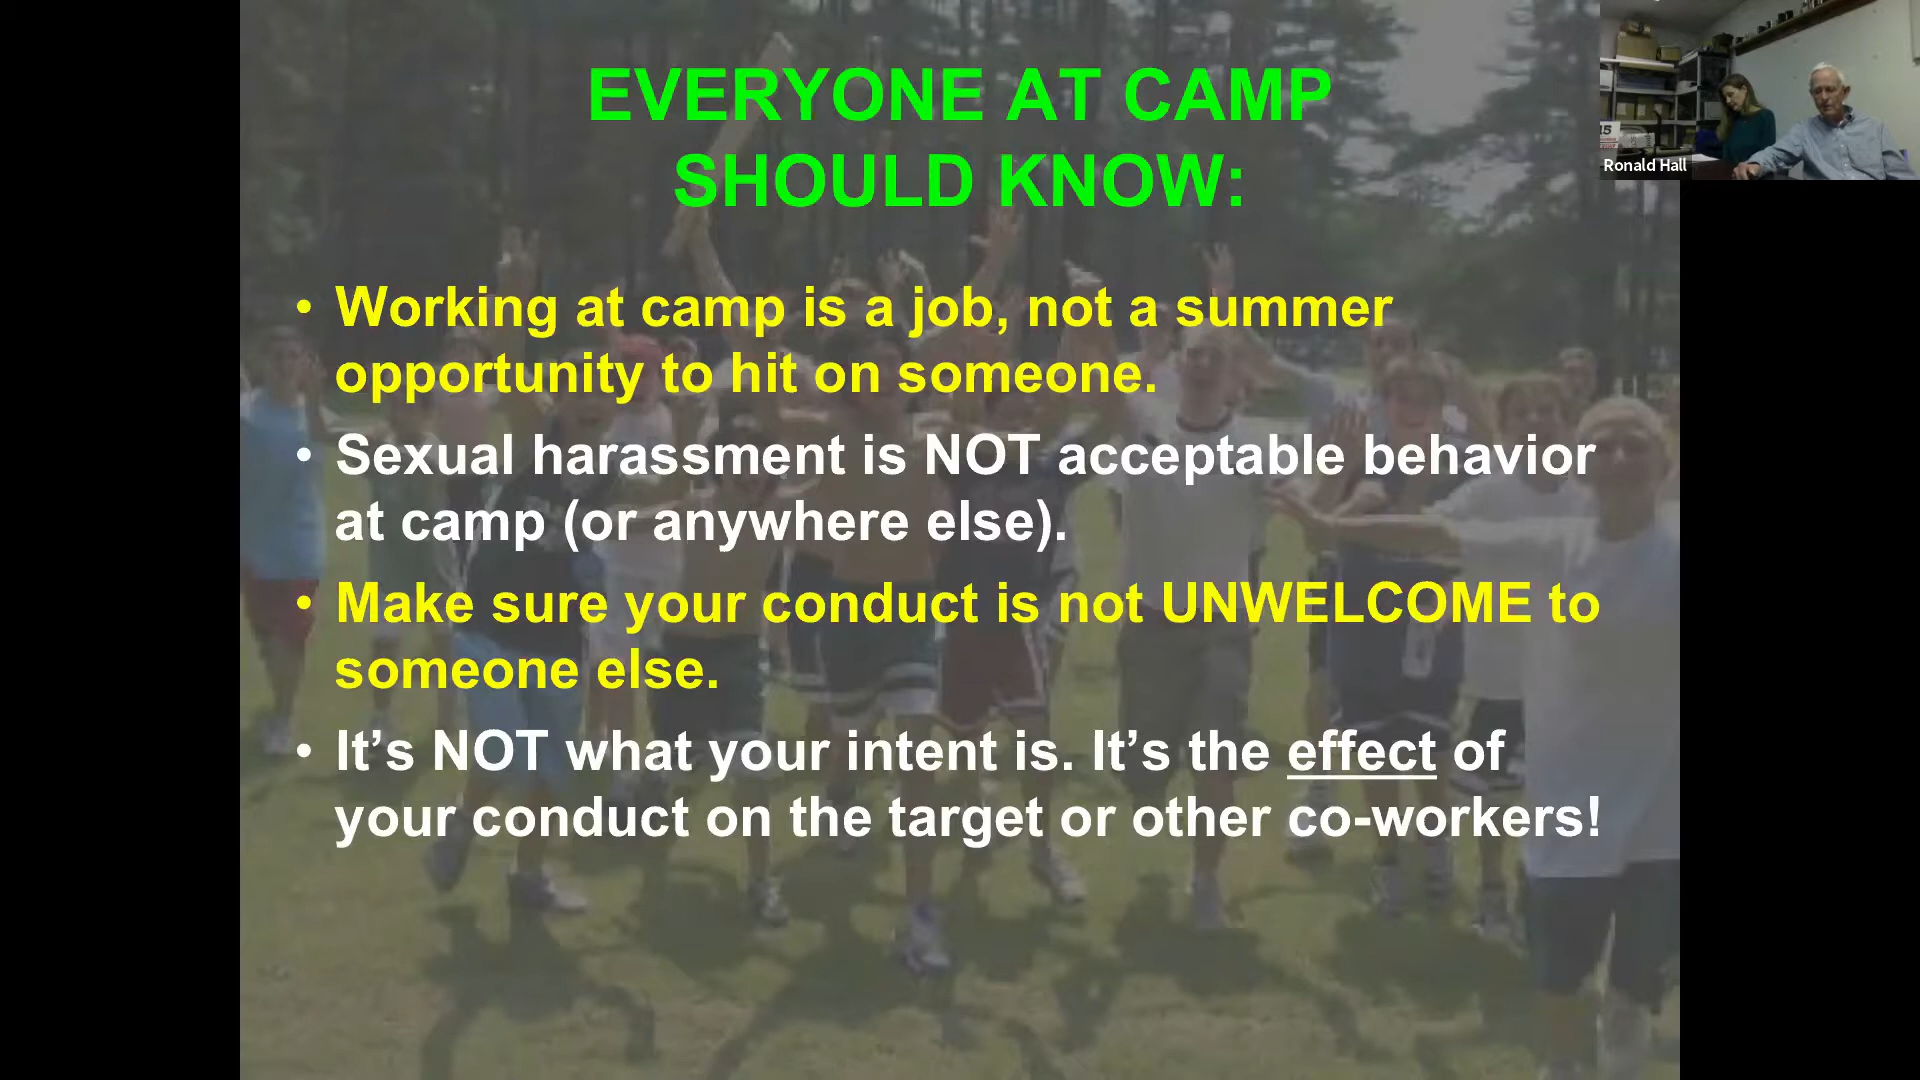 EVERYONE AT CAMP
SHOULD KNOW:
• Working at camp is a job, not a summer
opportunity to hit on someone.
• Sexual harassment is NOT acceptable behavior
at camp (or anywhere else).
• Make sure your conduct is not UNWELCOME to
someone else.
• It’s NOT what your intent is. It’s the effect of
your conduct on the target or other co-workers!
15
Ronald Hall